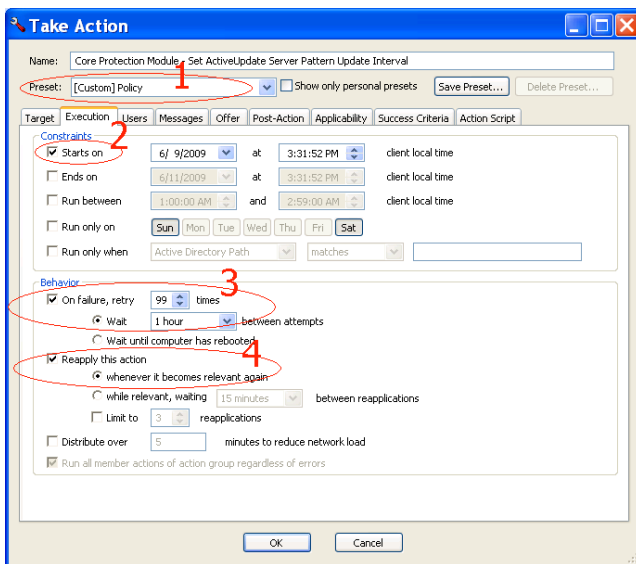 Take Action
Name: Core Protection Module - Set ActiveUpdate Server Pattern Update Interval
1
Preset: [Custom] Policy Show only personal presets Save Preset... Delete Preset...
Target Execution Users Messages Offer Post-Action Applicability Success Criteria Action Script
2
Constraints
Starts on 6/ 9/2009 at 3:31:52 PM client local time
Ends on 6/11/2009 at 3:31:52 PM client local time
Run between 1:00:00 AM and 2:59:00 AM client local time
Run only on Sun Mon Tue Wed Thu Fri Sat
Run only when Active Directory Path matches
Behavior
3
On failure, retry 99 times
Wait 1 hour between attempts
Wait until computer has rebooted
4
Reapply this action
whenever it becomes relevant again
while relevant, waiting 15 minutes between reapplications
Limit to 3 reapplications
Distribute over 5 minutes to reduce network load
Run all member actions of action group regardless of errors
OK Cancel